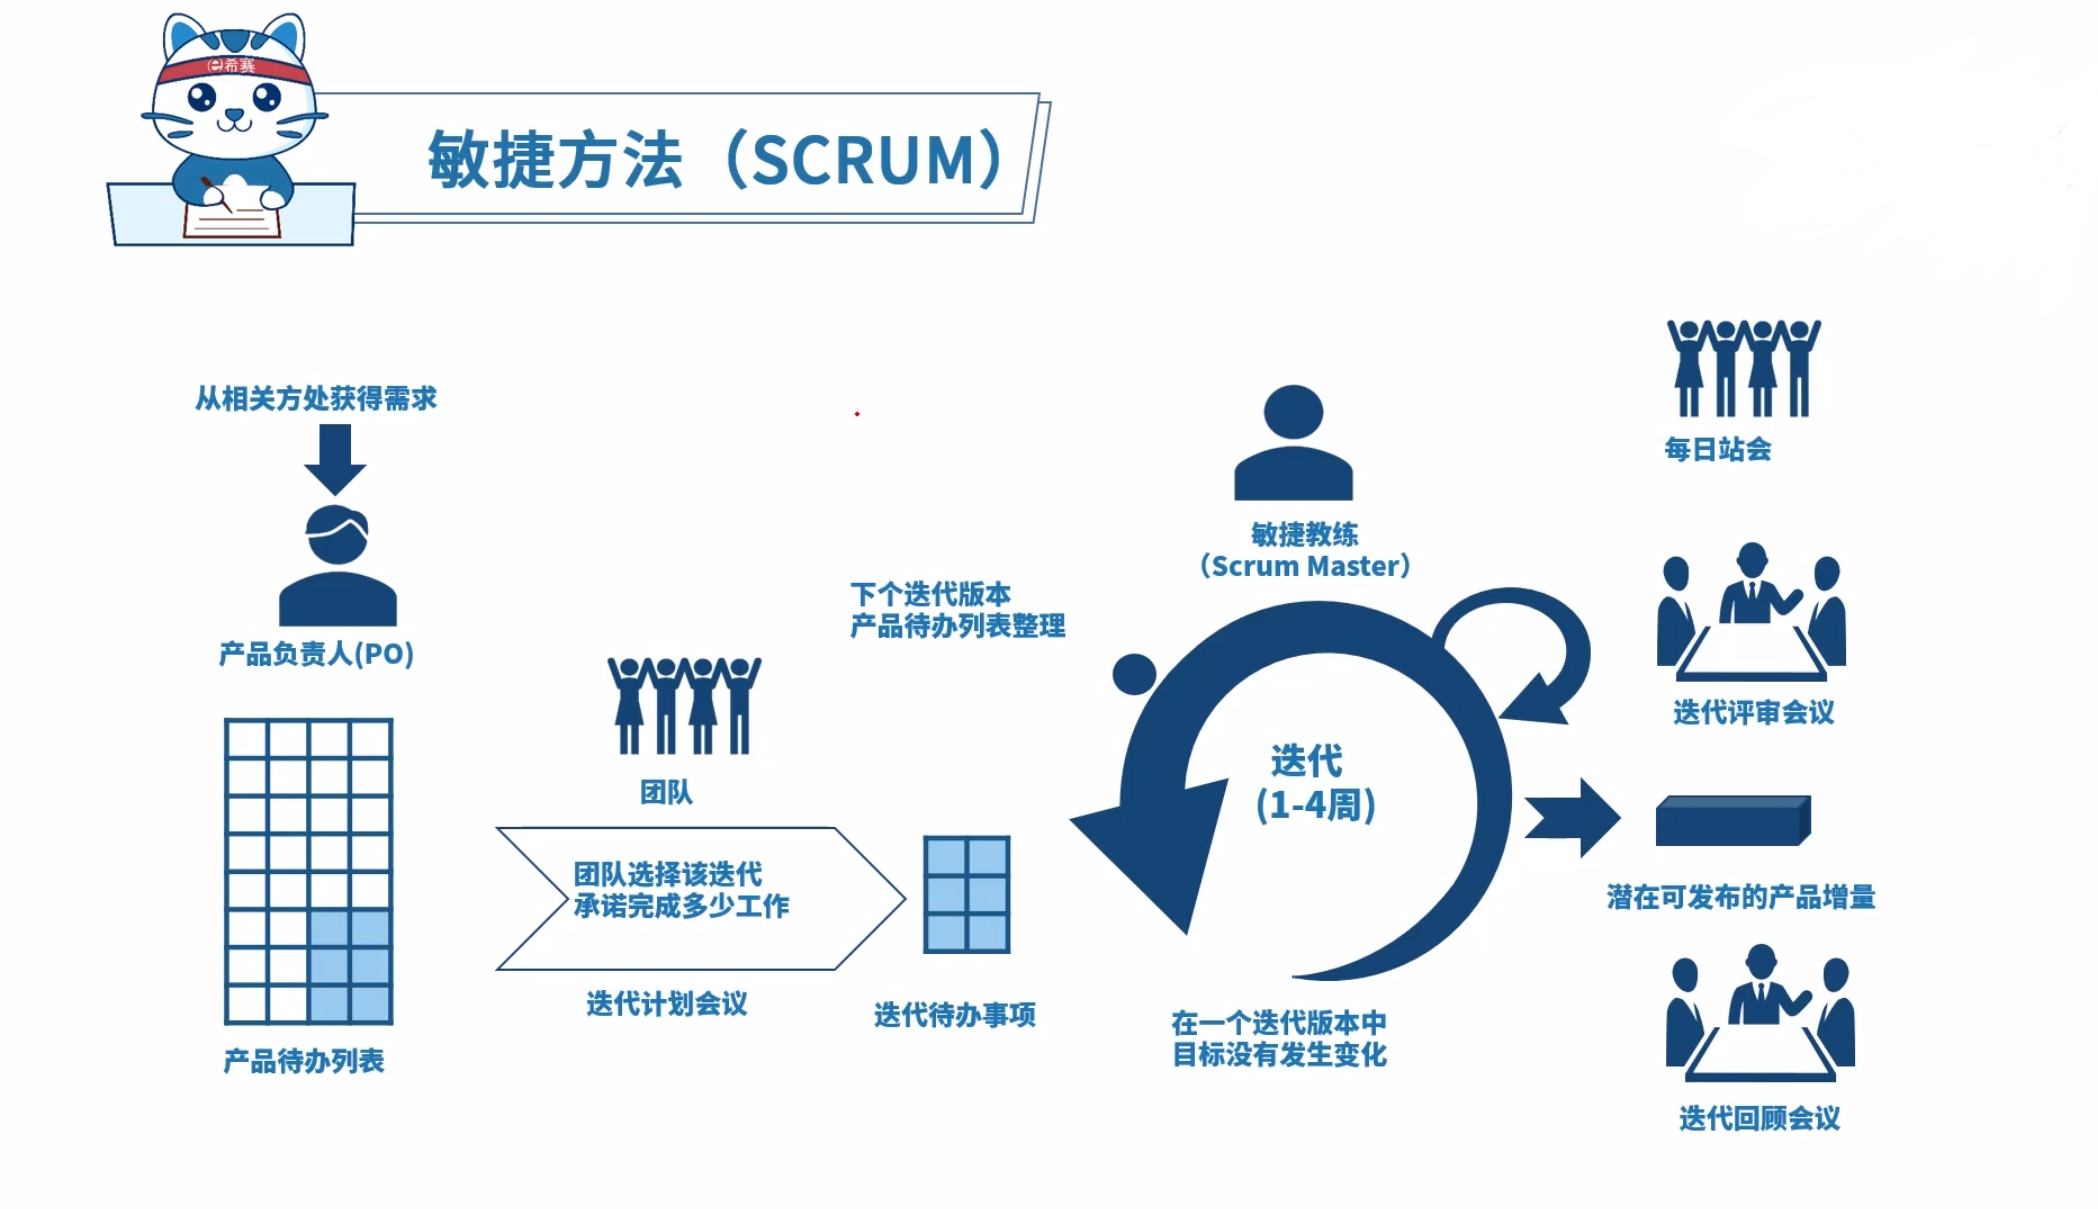 希赛
敏捷方法（SCRUM）
从相关方处获得需求
产品负责人(PO)
产品待办列表
团队
团队选择该迭代
承诺完成多少工作
迭代计划会议
下个迭代版本
产品待办列表整理
迭代待办事项
敏捷教练
（Scrum Master）
迭代
(1-4周)
在一个迭代版本中
目标没有发生变化
每日站会
迭代评审会议
潜在可发布的产品增量
迭代回顾会议